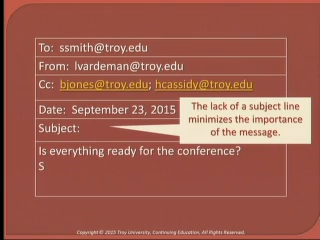 To:  ssmith@troy.edu
From:  lvardeman@troy.edu
Cc:  bjones@troy.edu; hcassidy@troy.edu
Date:  September 23, 2015
Subject:
The lack of a subject line
minimizes the importance
of the message.
Is everything ready for the conference?
S
Copyright © 2015 Troy University, Continuing Education, All Rights Reserved.